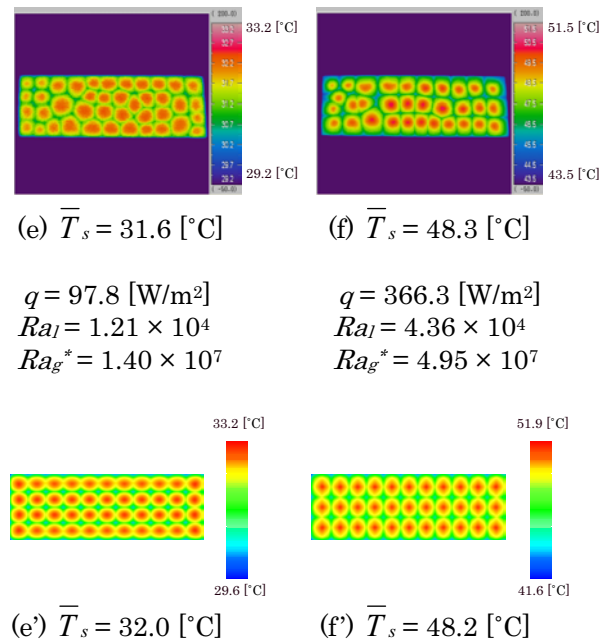 33.2 [°C]
29.2 [°C]
51.5 [°C]
43.5 [°C]
(e) T̅ s = 31.6 [°C]
(f) T̅ s = 48.3 [°C]
q = 97.8 [W/m²]
q = 366.3 [W/m²]
Raₗ = 1.21 × 10⁴
Raₗ = 4.36 × 10⁴
Ra_g* = 1.40 × 10⁷
Ra_g* = 4.95 × 10⁷
33.2 [°C]
51.9 [°C]
29.6 [°C]
41.6 [°C]
(e') T̅ s = 32.0 [°C]
(f') T̅ s = 48.2 [°C]